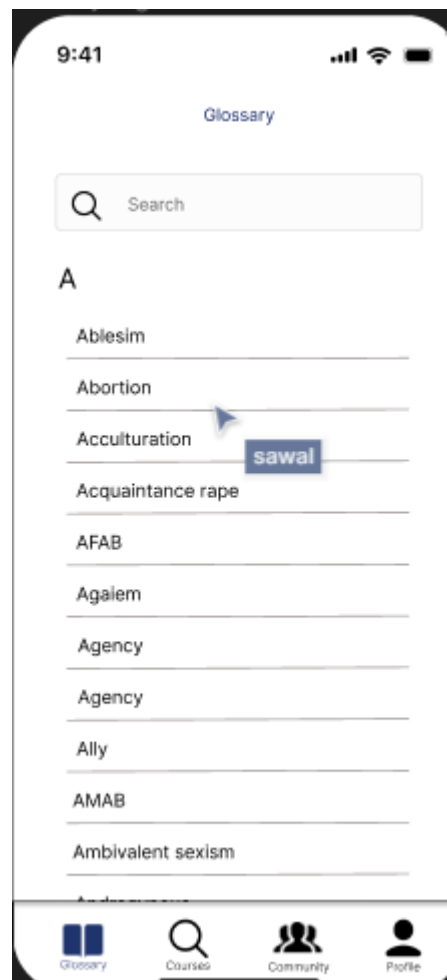 9:41
Glossary
Search
A
Ablesim
Abortion
Acculturation
sawal
Acquaintance rape
AFAB
Agaiem
Agency
Agency
Ally
AMAB
Ambivalent sexism
Glossary Courses Community Profile